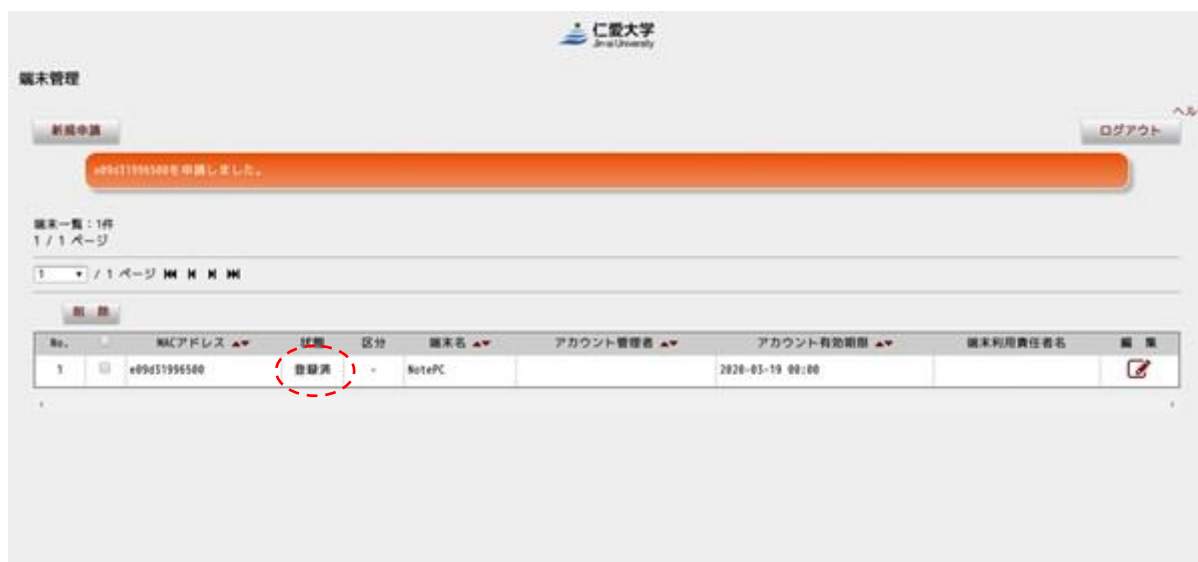 仁愛大学
Jin-ai University
端末管理
ヘル
新規申請
ログアウト
e09d31996500を申請しました。
端末一覧：1件
1 / 1 ページ
1 / 1 ページ
削 除
No. MACアドレス 状態 区分 端末名 アカウント管理者 アカウント有効期限 端末利用責任者名 編 集
1 e09d31996500 登録済 - NotePC 2020-03-19 00:00